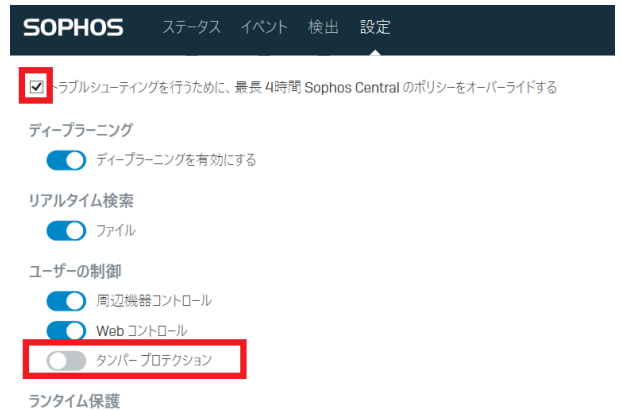 SOPHOS ステータス イベント 検出 設定
トラブルシューティングを行うために、最長 4時間 Sophos Central のポリシーをオーバーライドする
ディープラーニング
ディープラーニングを有効にする
リアルタイム検索
ファイル
ユーザーの制御
周辺機器コントロール
Web コントロール
タンパー プロテクション
ランタイム保護